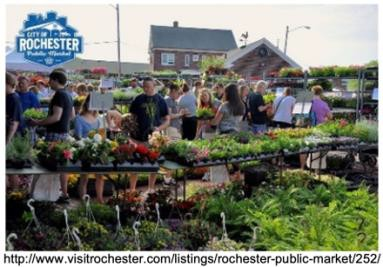 CITY OF
ROCHESTER
Public Market
http://www.visitrochester.com/listings/rochester-public-market/252/